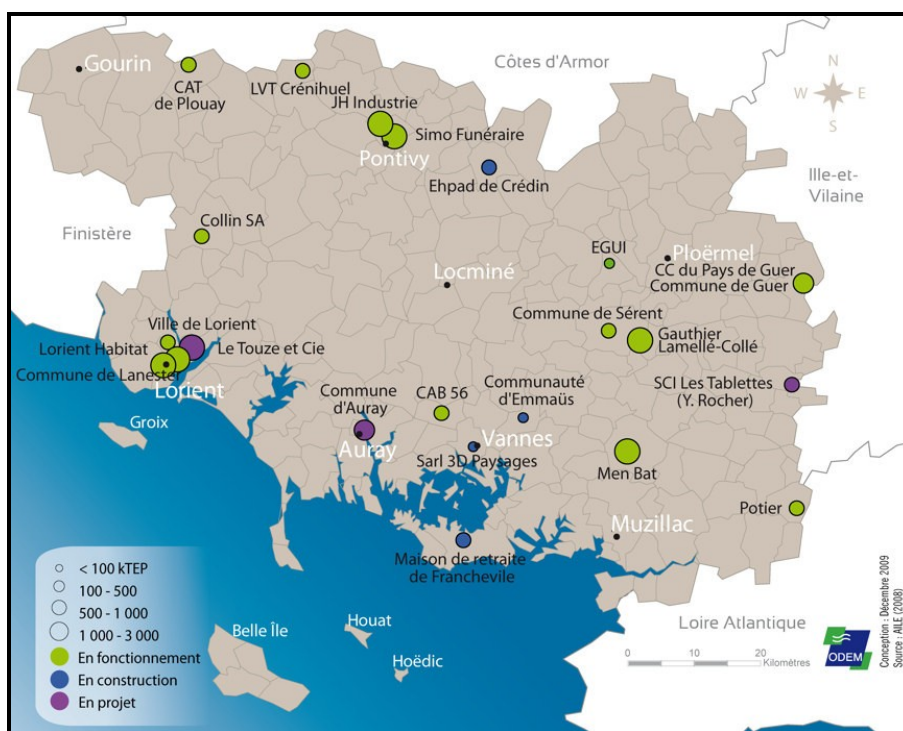 Gourin
Côtes d'Armor
N
W E
S
CAT
de Plouay
LVT Crénihuel
JH Industrie
Simo Funéraire
Pontivy
Ehpad de Crédin
Ille-et-
Vilaine
Finistère
Collin SA
EGUI
Ploërmel
Locminé
CC du Pays de Guer
Commune de Guer
Commune de Sérent
Ville de Lorient
Gauthier
Lamellé-Collé
Lorient Habitat
Le Touze et Cie
Commune de Lanester
Lorient
Commune
d'Auray
CAB 56
Communauté
d'Emmaüs
SCI Les Tablettes
(Y. Rocher)
Groix
Auray
Vannes
Sarl 3D Paysages
Men Bat
Potier
Muzillac
Maison de retraite
de Franchevile
< 100 kTEP
100 - 500
500 - 1 000
1 000 - 3 000
En fonctionnement
En construction
En projet
Belle Île
Houat
Hoëdic
Loire Atlantique
0 10 20
Kilomètres
ODEM
Conception : Décembre 2009
Source : AILE (2008)